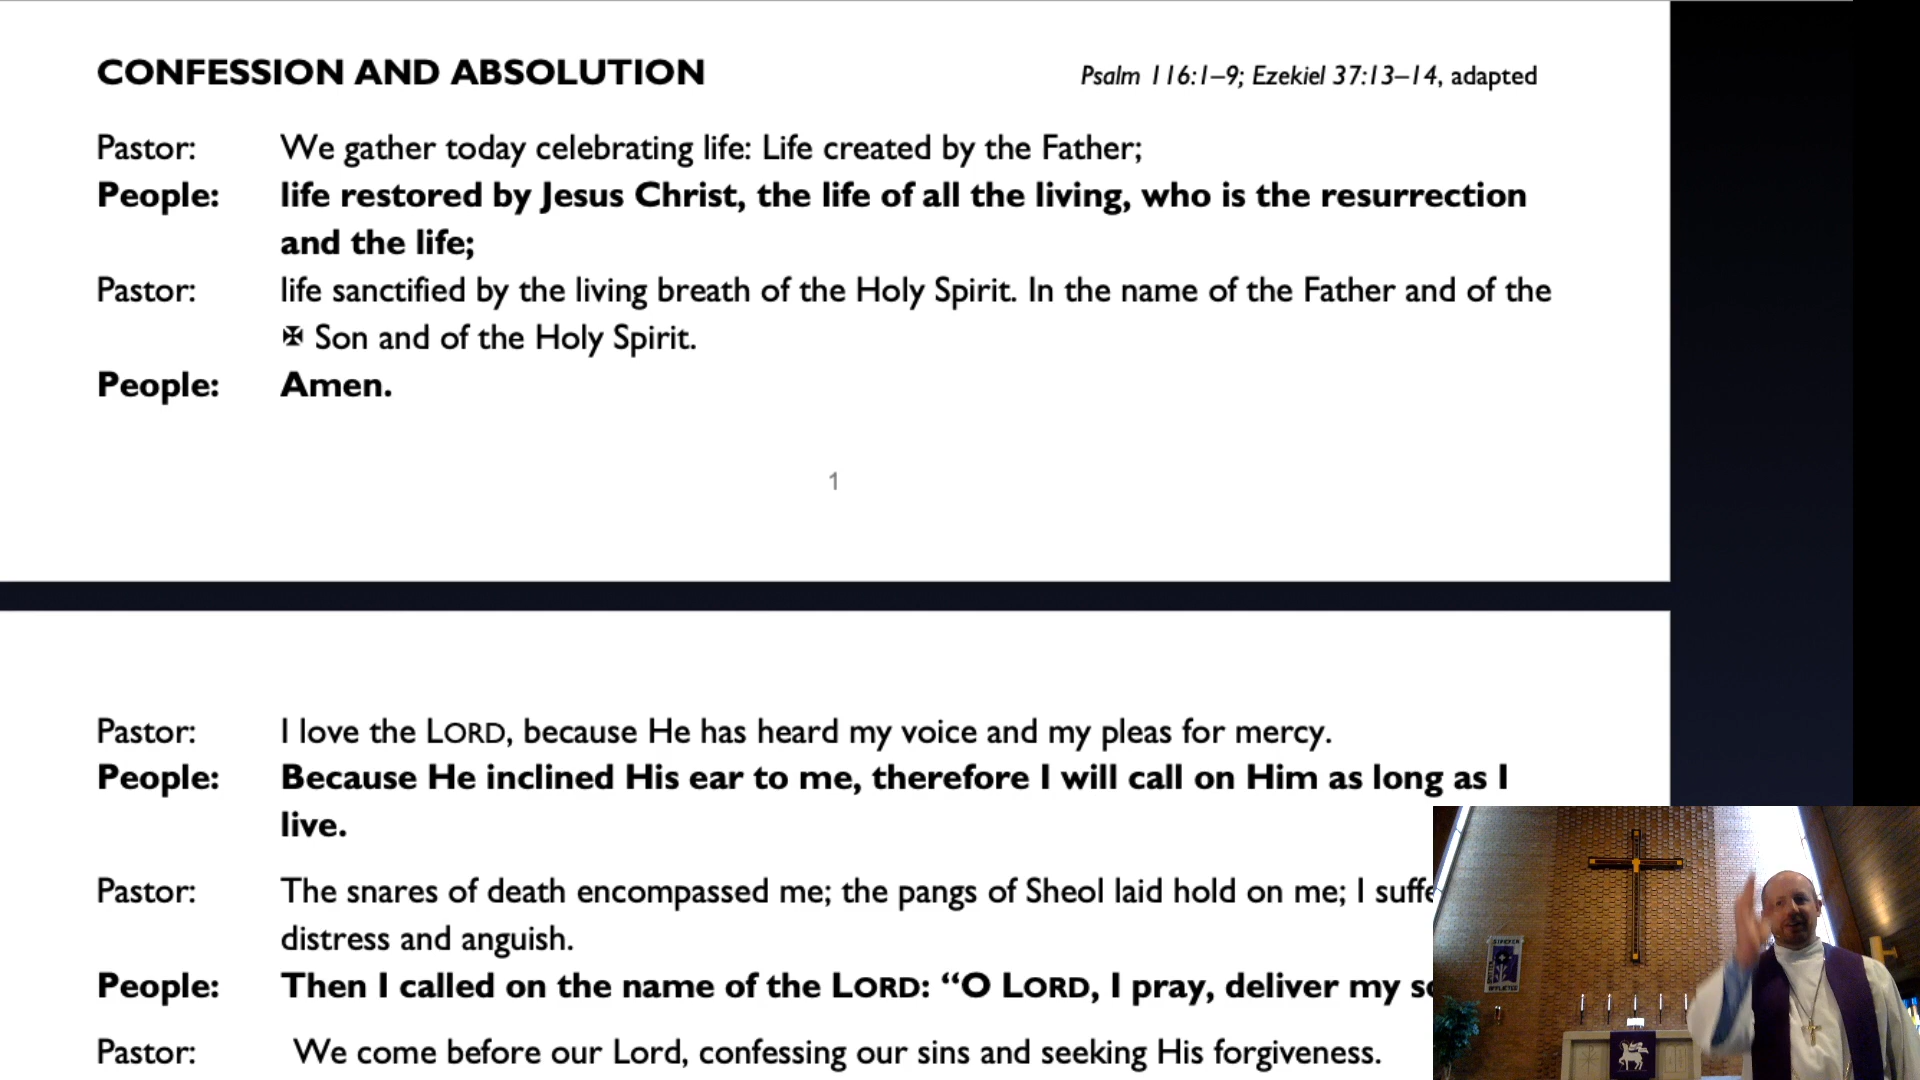 CONFESSION AND ABSOLUTION Psalm 116:1–9; Ezekiel 37:13–14, adapted
Pastor: We gather today celebrating life: Life created by the Father;
People: life restored by Jesus Christ, the life of all the living, who is the resurrection
and the life;
Pastor: life sanctified by the living breath of the Holy Spirit. In the name of the Father and of the
✠ Son and of the Holy Spirit.
People: Amen.
1
Pastor: I love the LORD, because He has heard my voice and my pleas for mercy.
People: Because He inclined His ear to me, therefore I will call on Him as long as I
live.
Pastor: The snares of death encompassed me; the pangs of Sheol laid hold on me; I suffe
distress and anguish.
People: Then I called on the name of the LORD: “O LORD, I pray, deliver my so
Pastor: We come before our Lord, confessing our sins and seeking His forgiveness.